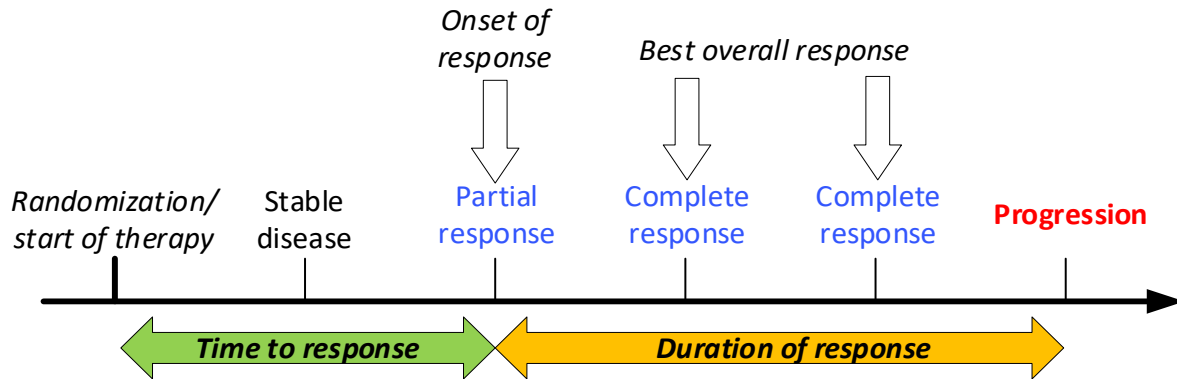 Onset of
response
Best overall response
Randomization/
start of therapy
Stable
disease
Partial
response
Complete
response
Complete
response
Progression
Time to response
Duration of response